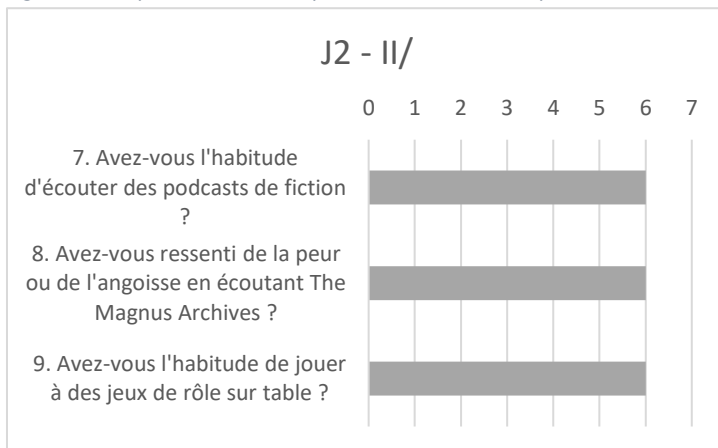 J2 - II/
0 1 2 3 4 5 6 7
7. Avez-vous l'habitude
d'écouter des podcasts de fiction
?
8. Avez-vous ressenti de la peur
ou de l'angoisse en écoutant The
Magnus Archives ?
9. Avez-vous l'habitude de jouer
à des jeux de rôle sur table ?